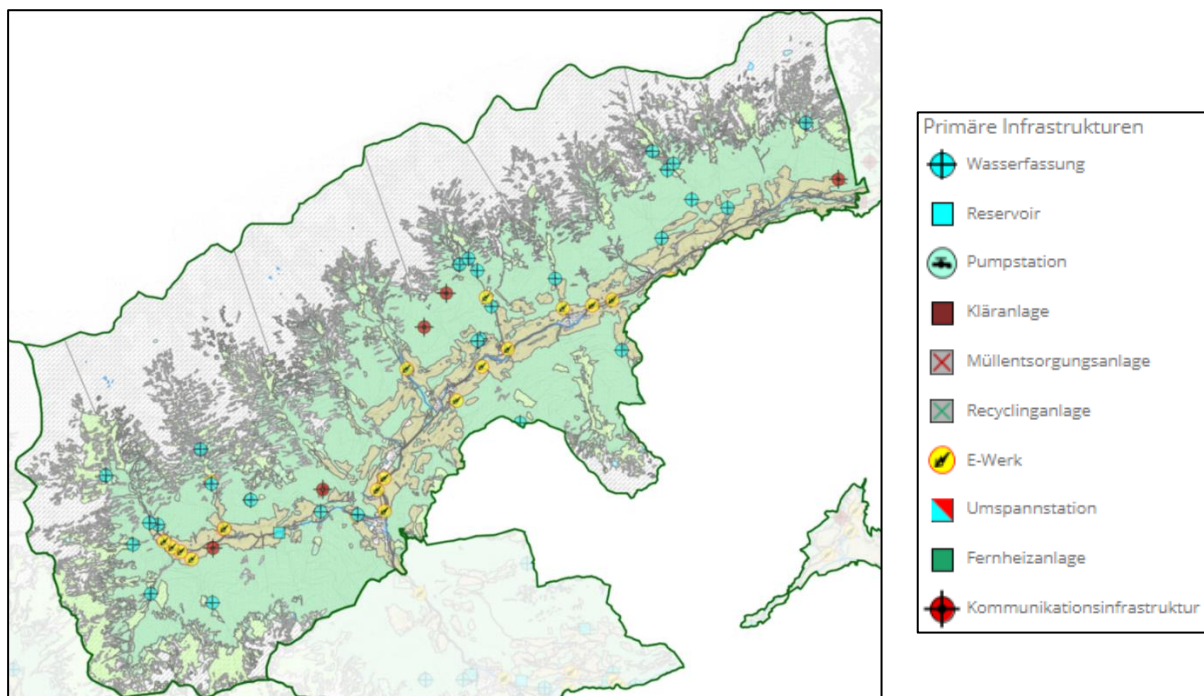 Primäre Infrastrukturen
Wasserfassung
Reservoir
Pumpstation
Kläranlage
Müllentsorgungsanlage
Recyclinganlage
E-Werk
Umspannstation
Fernheizanlage
Kommunikationsinfrastruktur